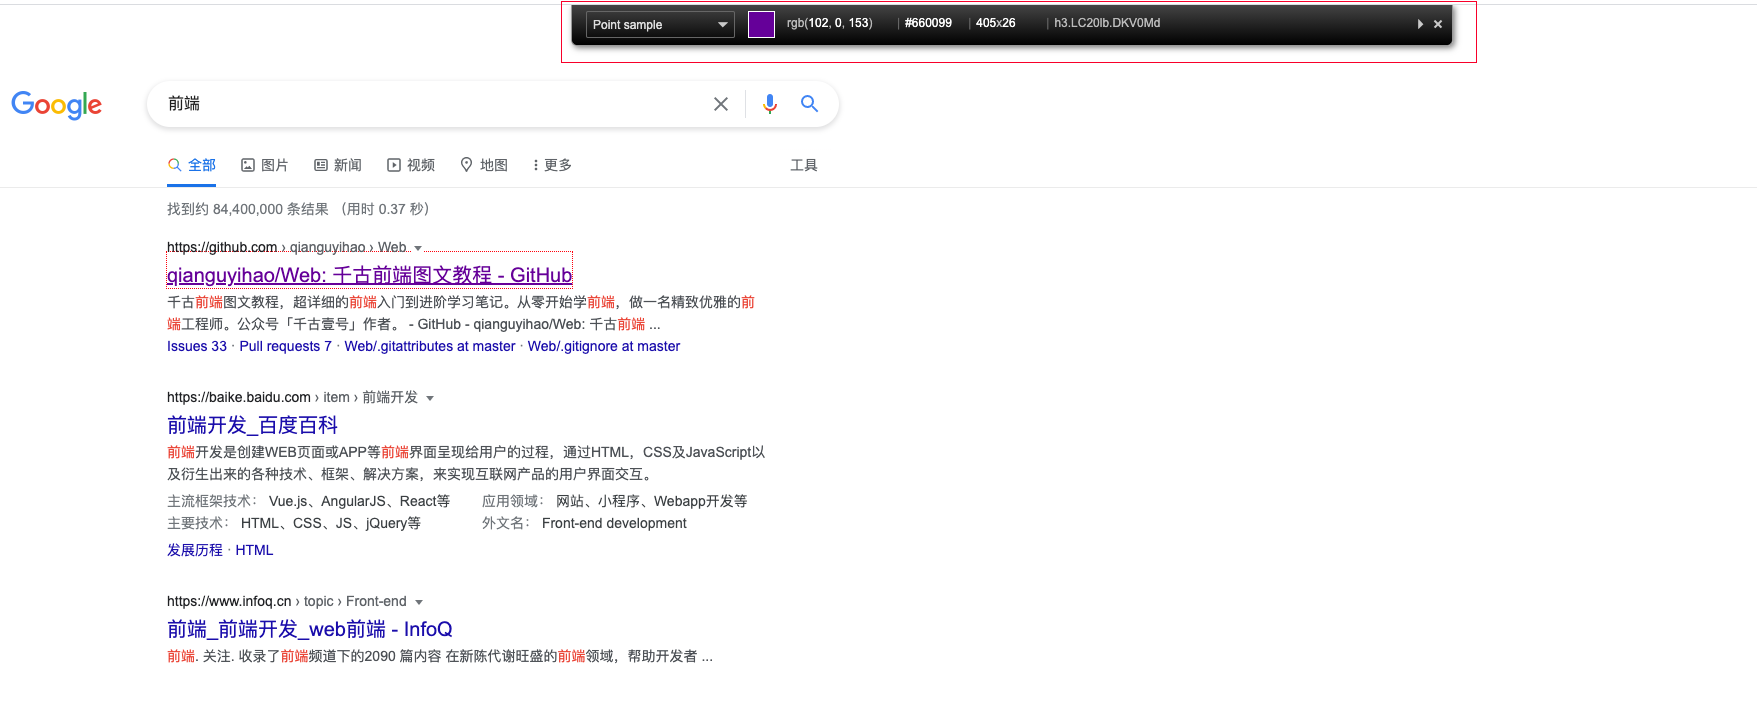 Point sample rgb(102, 0, 153) | #660099 | 405x26 | h3.LC20lb.DKV0Md
Google 前端
全部 图片 新闻 视频 地图 更多 工具
找到约 84,400,000 条结果 （用时 0.37 秒）
https://github.com › qianguyihao › Web
qianguyihao/Web: 千古前端图文教程 - GitHub
千古前端图文教程，超详细的前端入门到进阶学习笔记。从零开始学前端，做一名精致优雅的前
端工程师。公众号「千古壹号」作者。 - GitHub - qianguyihao/Web: 千古前端 ...
Issues 33 · Pull requests 7 · Web/.gitattributes at master · Web/.gitignore at master
https://baike.baidu.com › item › 前端开发
前端开发_百度百科
前端开发是创建WEB页面或APP等前端界面呈现给用户的过程，通过HTML，CSS及JavaScript以
及衍生出来的各种技术、框架、解决方案，来实现互联网产品的用户界面交互。
主流框架技术： Vue.js、AngularJS、React等 应用领域： 网站、小程序、Webapp开发等
主要技术： HTML、CSS、JS、jQuery等 外文名： Front-end development
发展历程 · HTML
https://www.infoq.cn › topic › Front-end
前端_前端开发_web前端 - InfoQ
前端. 关注. 收录了前端频道下的2090 篇内容 在新陈代谢旺盛的前端领域，帮助开发者 ...